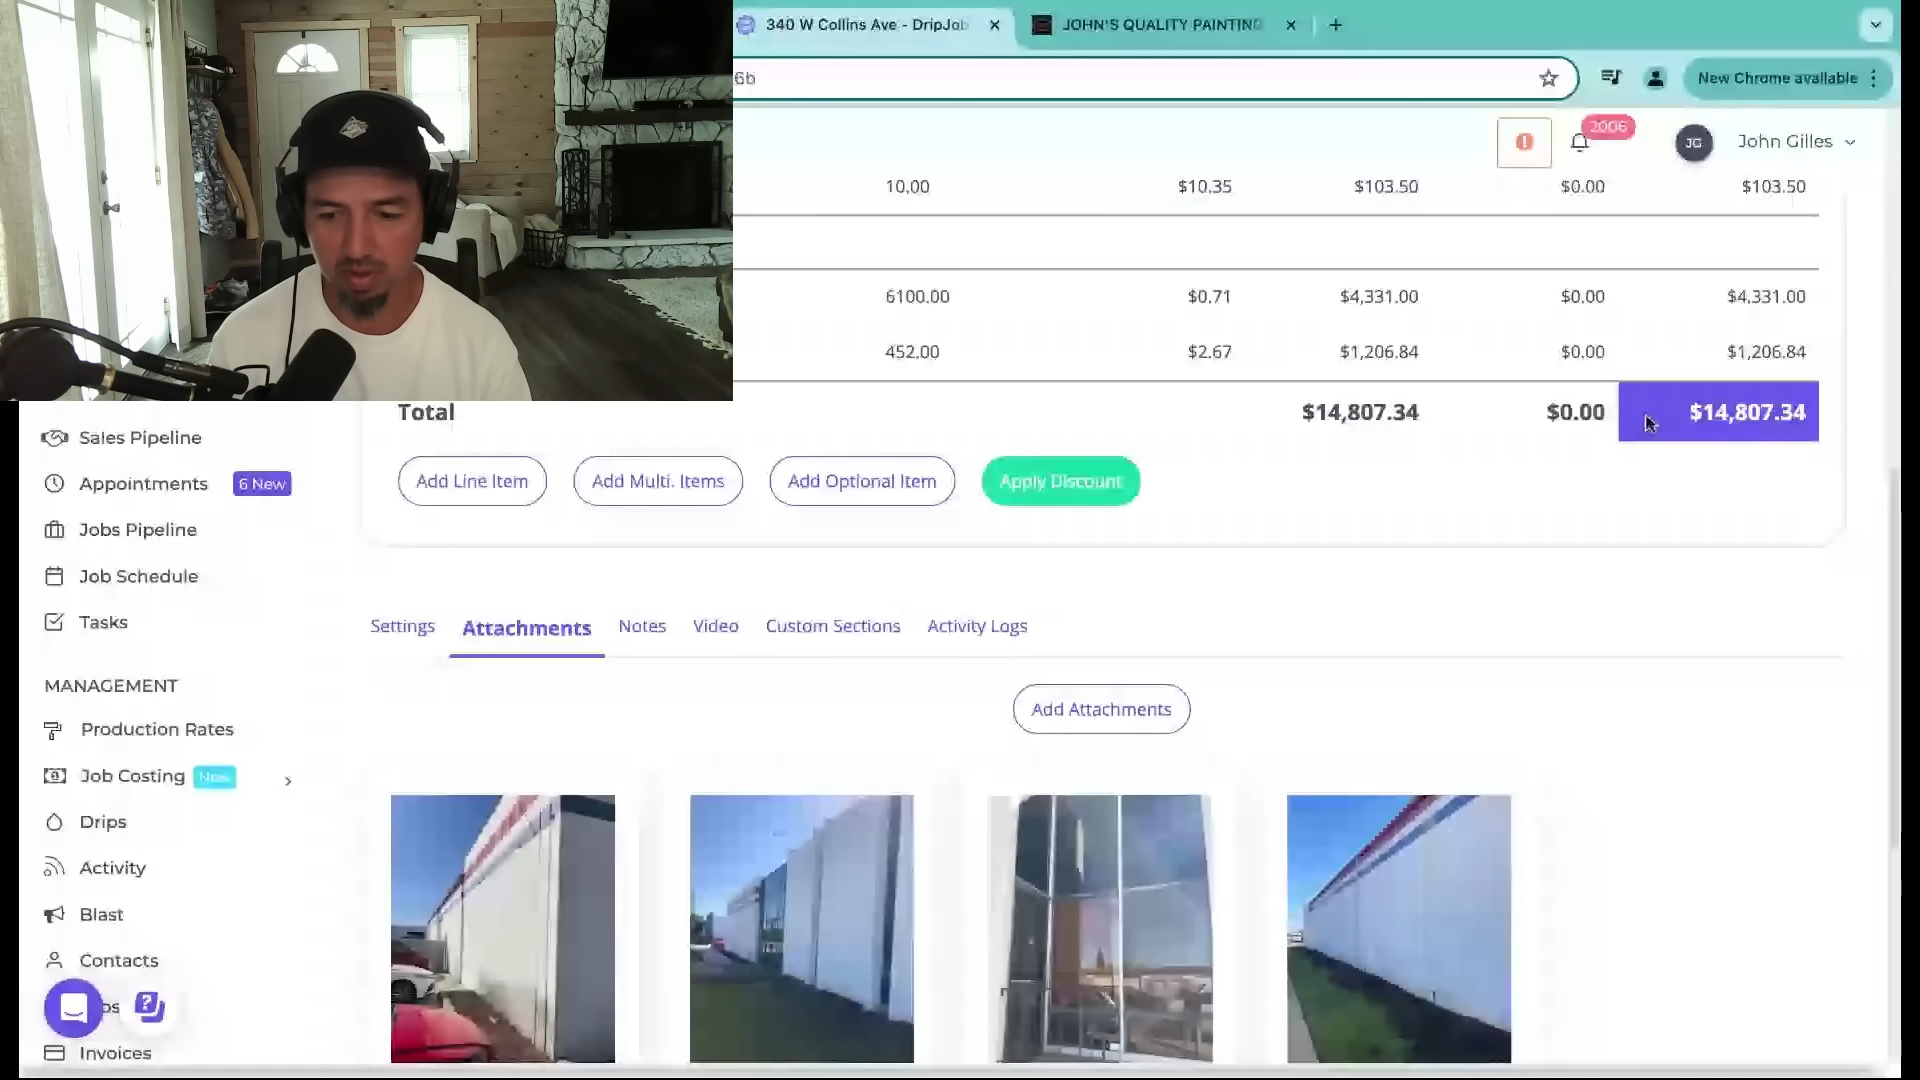 340 W Collins Ave - DripJob
JOHN'S QUALITY PAINTING
6b
New Chrome available
2006
JG
John Gilles
10.00 $10.35 $103.50 $0.00 $103.50
6100.00 $0.71 $4,331.00 $0.00 $4,331.00
452.00 $2.67 $1,206.84 $0.00 $1,206.84
Total $14,807.34 $0.00 $14,807.34
Add Line Item Add Multi. Items Add Optional Item Apply Discount
Sales Pipeline
Appointments 6 New
Jobs Pipeline
Job Schedule
Tasks
MANAGEMENT
Production Rates
Job Costing New
Drips
Activity
Blast
Contacts
Invoices
Settings Attachments Notes Video Custom Sections Activity Logs
Add Attachments